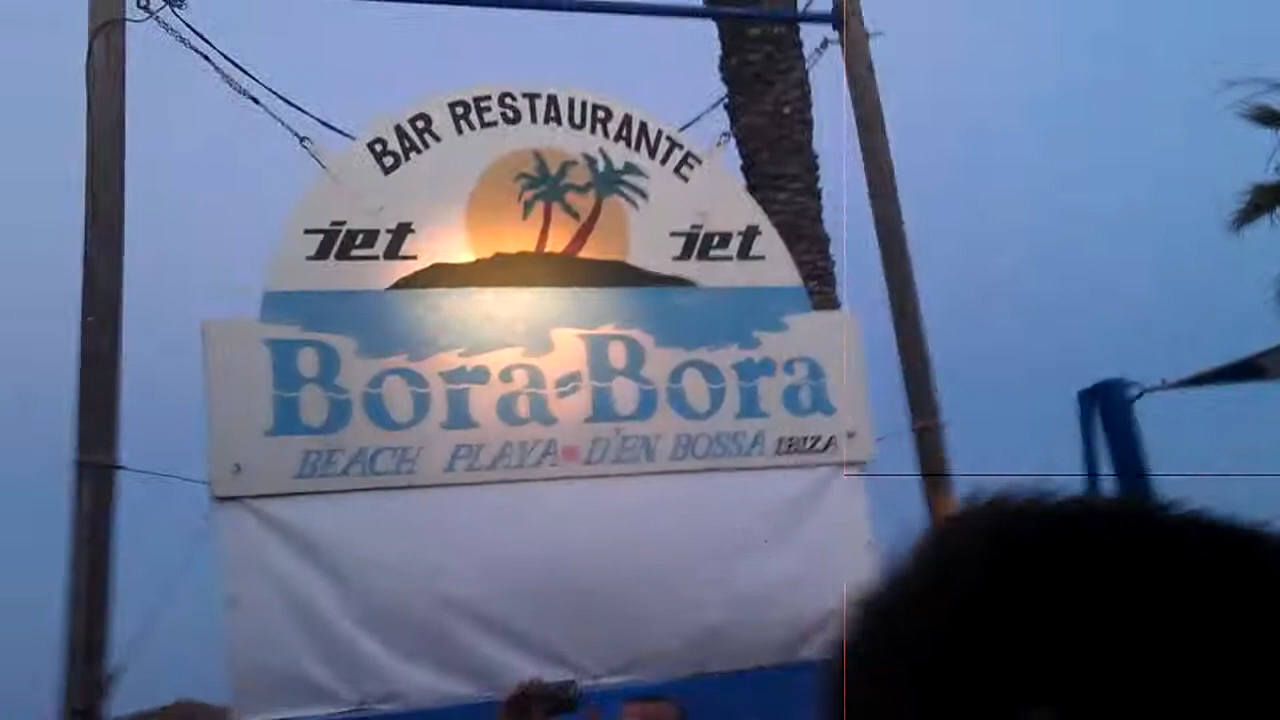 BAR RESTAURANTE
jet jet
Bora-Bora
BEACH PLAYA D'EN BOSSA IBIZA